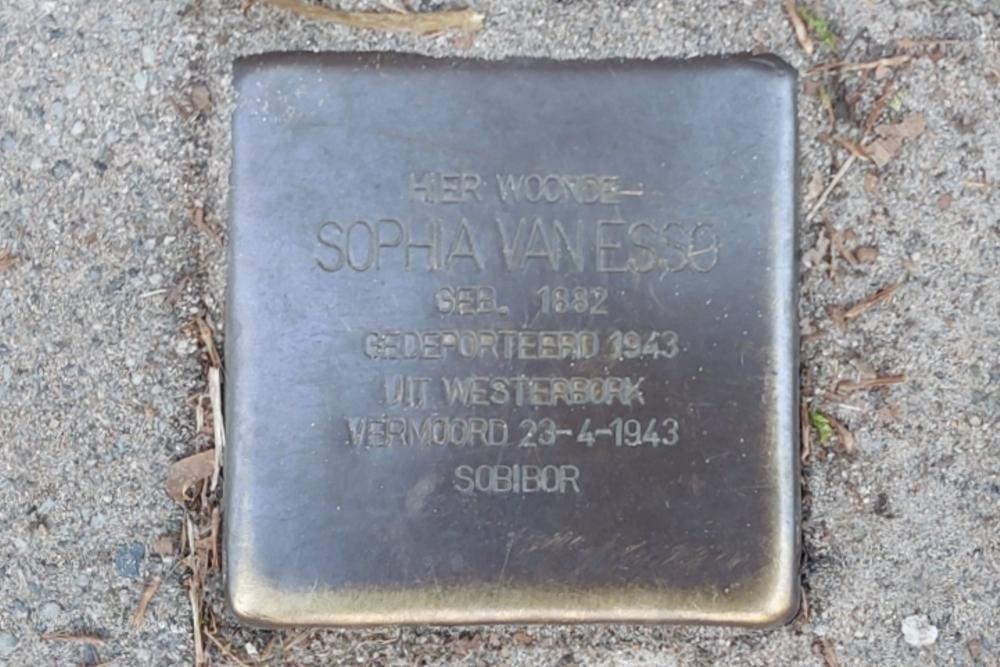 HIER WOONDE
SOPHIA VAN ESSO
GEB. 1882
GEDEPORTEERD 1943
UIT WESTERBORK
VERMOORD 23-4-1943
SOBIBOR